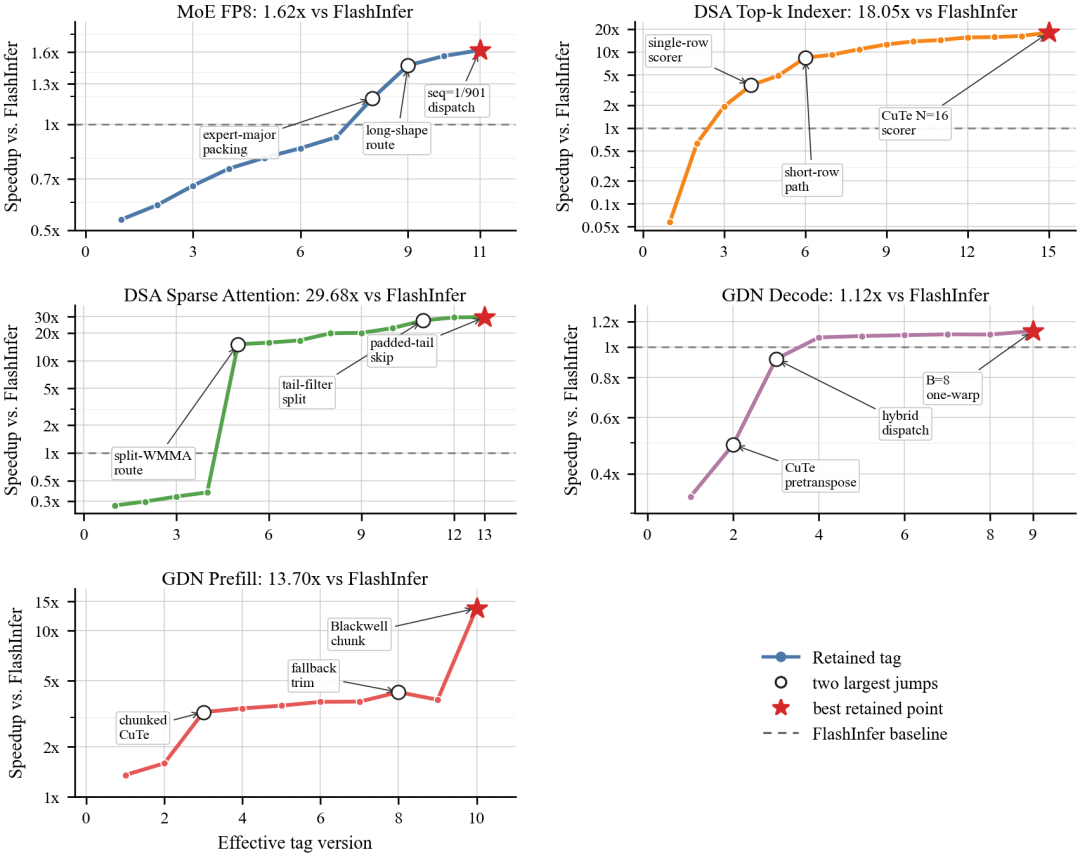 MoE FP8: 1.62x vs FlashInfer
Speedup vs. FlashInfer
1.6x
1.3x
1x
0.7x
0.5x
0
3
6
9
11
expert-major
packing
long-shape
route
seq=1/901
dispatch
DSA Top-k Indexer: 18.05x vs FlashInfer
Speedup vs. FlashInfer
20x
10x
5x
2x
1x
0.5x
0.2x
0.1x
0.05x
0
3
6
9
12
15
single-row
scorer
short-row
path
CuTe N=16
scorer
DSA Sparse Attention: 29.68x vs FlashInfer
Speedup vs. FlashInfer
30x
20x
10x
5x
2x
1x
0.5x
0.3x
0
3
6
9
12
13
split-WMMA
route
tail-filter
split
padded-tail
skip
GDN Decode: 1.12x vs FlashInfer
Speedup vs. FlashInfer
1.2x
1x
0.8x
0.6x
0.4x
0
2
4
6
8
9
CuTe
pretranspose
hybrid
dispatch
B=8
one-warp
GDN Prefill: 13.70x vs FlashInfer
Speedup vs. FlashInfer
15x
10x
5x
2x
1x
0
2
4
6
8
10
chunked
CuTe
fallback
trim
Blackwell
chunk
Effective tag version
Retained tag
two largest jumps
best retained point
FlashInfer baseline